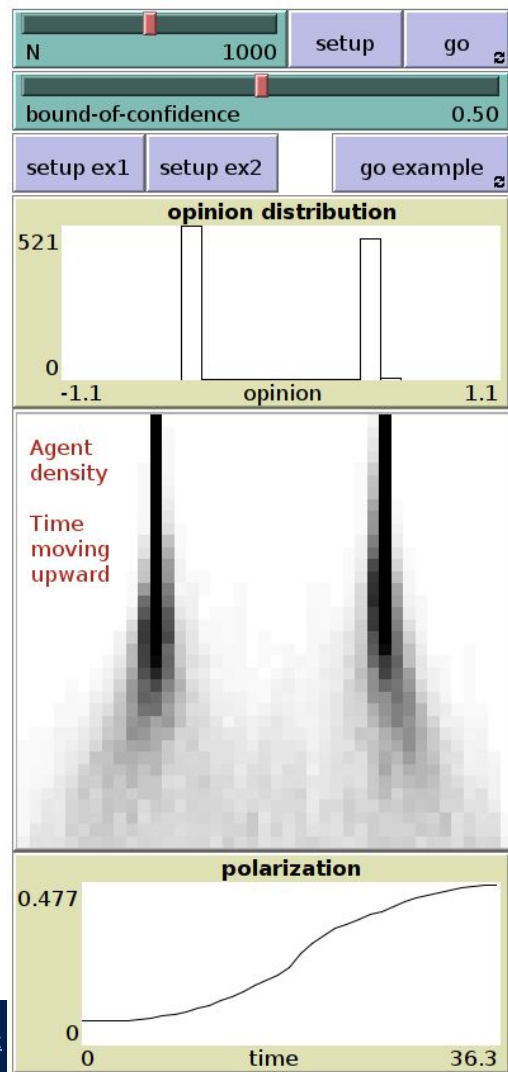 N 1000
setup
go
bound-of-confidence 0.50
setup ex1
setup ex2
go example
opinion distribution
521
0
-1.1 opinion 1.1
Agent
density
Time
moving
upward
polarization
0.477
0
0 time 36.3